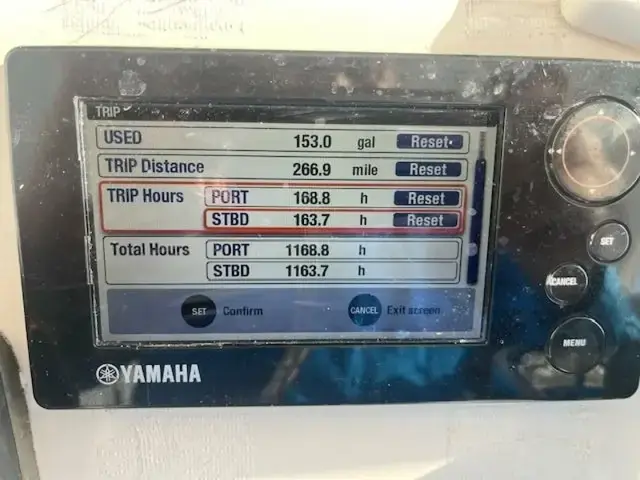 TRIP
USED 153.0 gal Reset
TRIP Distance 266.9 mile Reset
TRIP Hours PORT 168.8 h Reset
STBD 163.7 h Reset
Total Hours PORT 1168.8 h
STBD 1163.7 h
SET Confirm CANCEL Exit screen
YAMAHA
SET
CANCEL
MENU